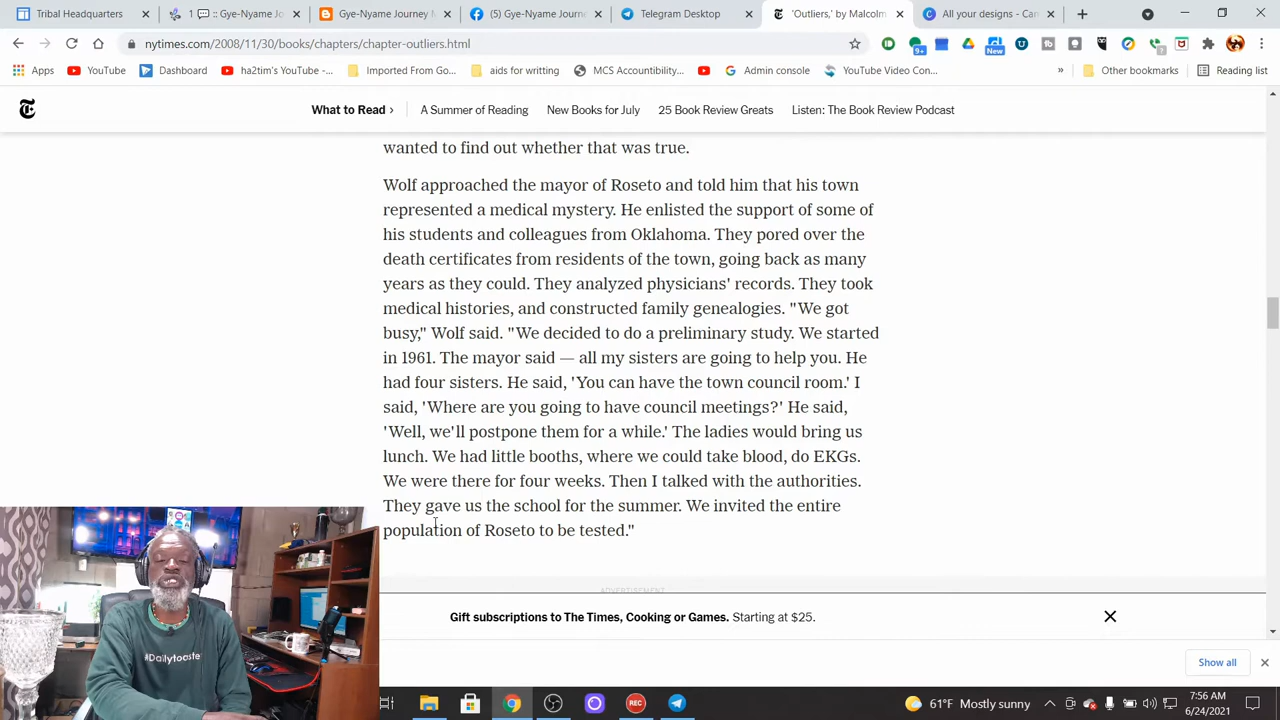 Tribal Headquarters
1 :: Gye-Nyame Jo
Gye-Nyame Journey M
(5) Gye-Nyame Journe
Telegram Desktop
'Outliers,' by Malcolm
All your designs - Can
nytimes.com/2008/11/30/books/chapters/chapter-outliers.html
9+
New
Apps
YouTube
Dashboard
ha2tim's YouTube -
Imported From Go...
aids for writting
MCS Accountibility...
Admin console
YouTube Video Con...
»
Other bookmarks
Reading list
What to Read ›
A Summer of Reading
New Books for July
25 Book Review Greats
Listen: The Book Review Podcast
wanted to find out whether that was true.
Wolf approached the mayor of Roseto and told him that his town
represented a medical mystery. He enlisted the support of some of
his students and colleagues from Oklahoma. They pored over the
death certificates from residents of the town, going back as many
years as they could. They analyzed physicians' records. They took
medical histories, and constructed family genealogies. "We got
busy," Wolf said. "We decided to do a preliminary study. We started
in 1961. The mayor said — all my sisters are going to help you. He
had four sisters. He said, 'You can have the town council room.' I
said, 'Where are you going to have council meetings?' He said,
'Well, we'll postpone them for a while.' The ladies would bring us
lunch. We had little booths, where we could take blood, do EKGs.
We were there for four weeks. Then I talked with the authorities.
They gave us the school for the summer. We invited the entire
population of Roseto to be tested."
ADVERTISEMENT
Gift subscriptions to The Times, Cooking or Games. Starting at $25.
Show all
#Dailytooste
REC
61°F Mostly sunny
7:56 AM
6/24/2021